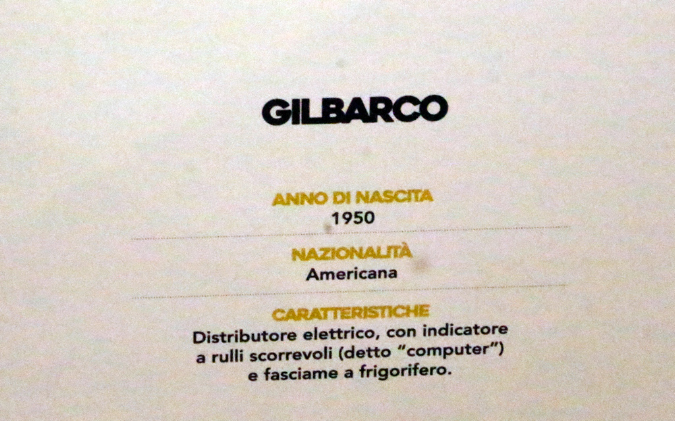 GILBARCO
ANNO DI NASCITA
1950
NAZIONALITÀ
Americana
CARATTERISTICHE
Distributore elettrico, con indicatore
a rulli scorrevoli (detto “computer”)
e fasciame a frigorifero.